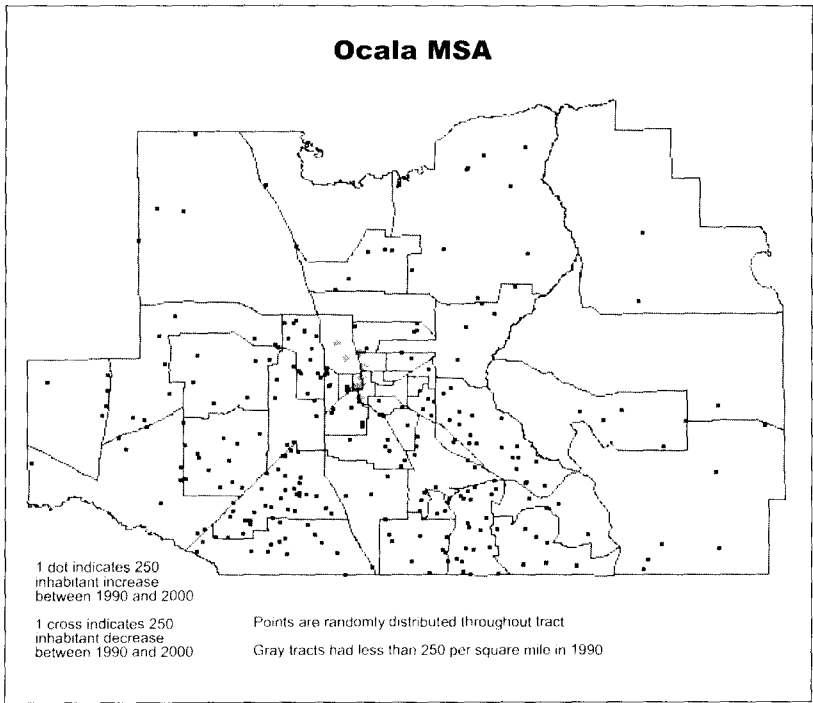 Ocala MSA
1 dot indicates 250
inhabitant increase
between 1990 and 2000
1 cross indicates 250
inhabitant decrease
between 1990 and 2000
Points are randomly distributed throughout tract
Gray tracts had less than 250 per square mile in 1990